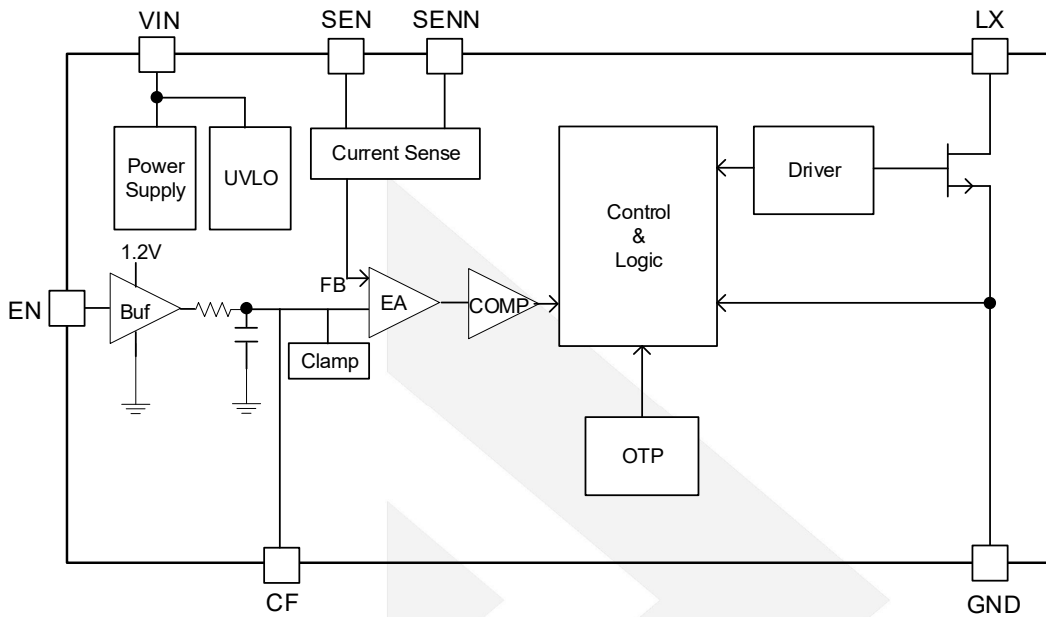 VIN
SEN
SENN
LX
Power
Supply
UVLO
Current Sense
Control
&
Logic
Driver
1.2V
EN
Buf
FB
EA
COMP
Clamp
OTP
CF
GND